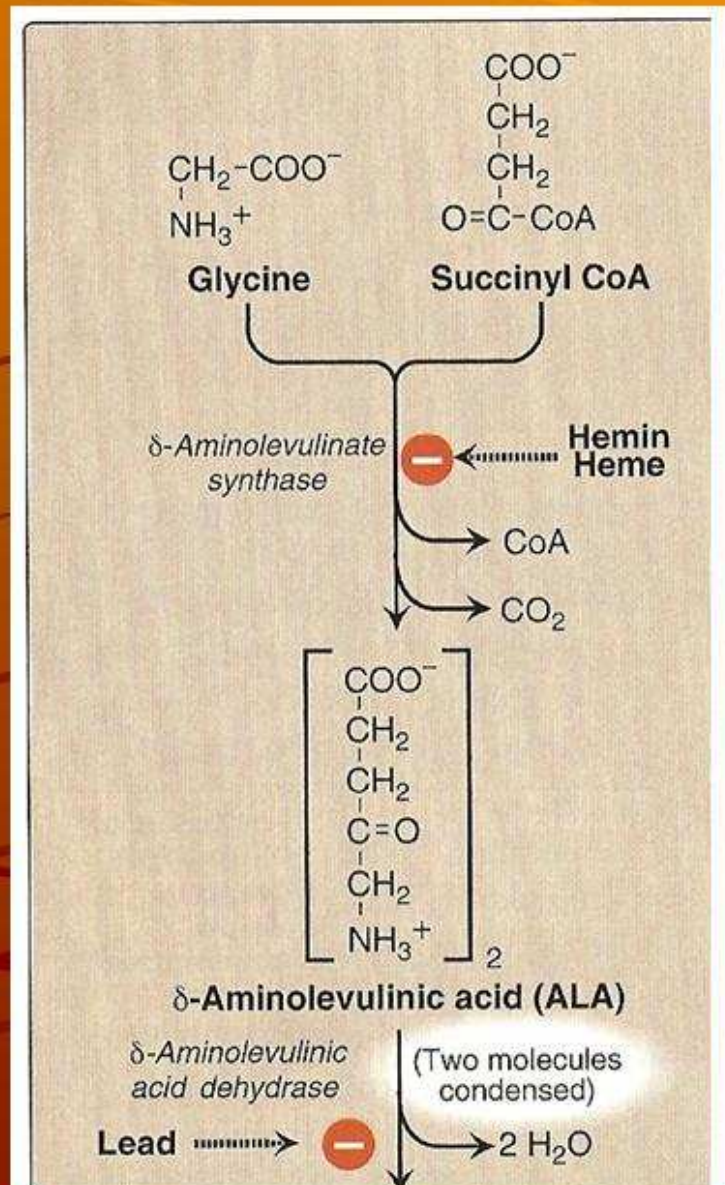 COO⁻
CH₂
CH₂
O=C-CoA
CH₂-COO⁻
NH₃⁺
Glycine
Succinyl CoA
δ-Aminolevulinate
synthase
Hemin
Heme
CoA
CO₂
COO⁻
CH₂
CH₂
C=O
CH₂
NH₃⁺
2
δ-Aminolevulinic acid (ALA)
δ-Aminolevulinic
acid dehydrase
(Two molecules
condensed)
Lead
2 H₂O